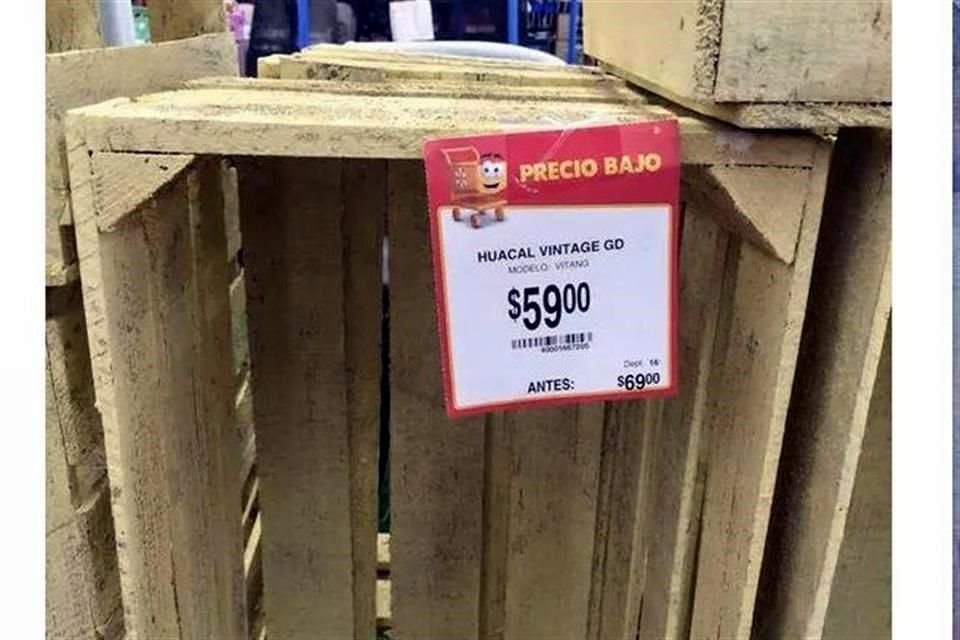 PRECIO BAJO
HUACAL VINTAGE GD
MODELO: VITANG
$5900
Dept. 16
ANTES: $6900